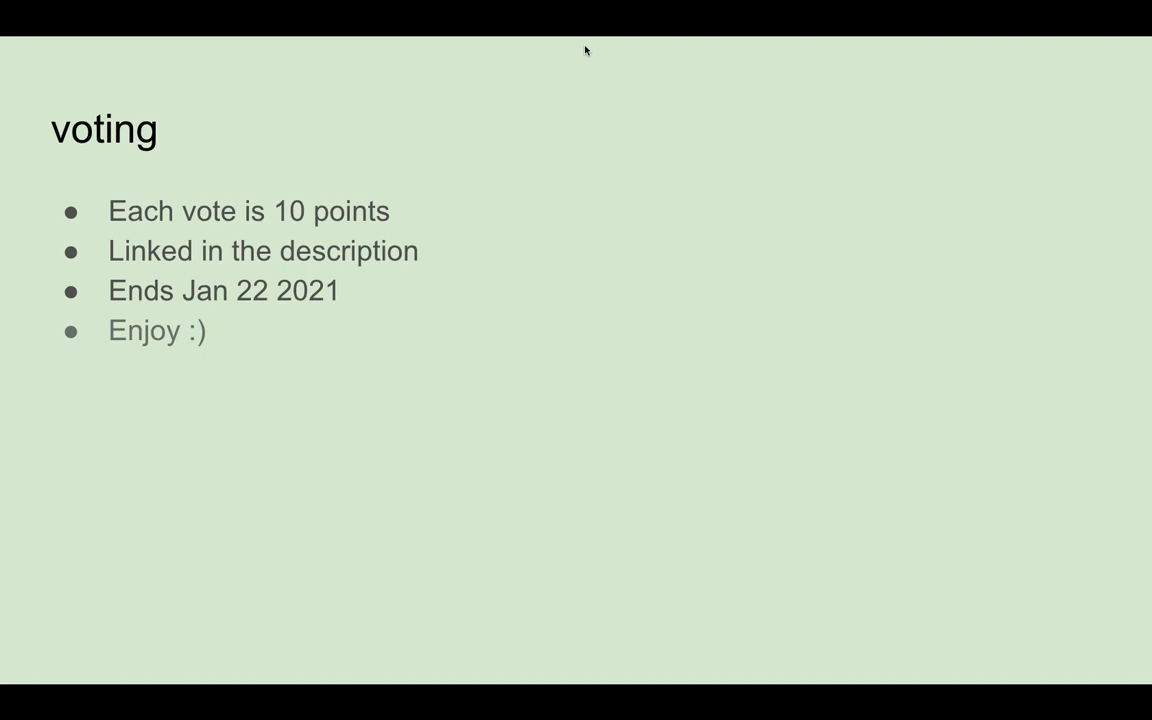 voting
● Each vote is 10 points
● Linked in the description
● Ends Jan 22 2021
● Enjoy :)